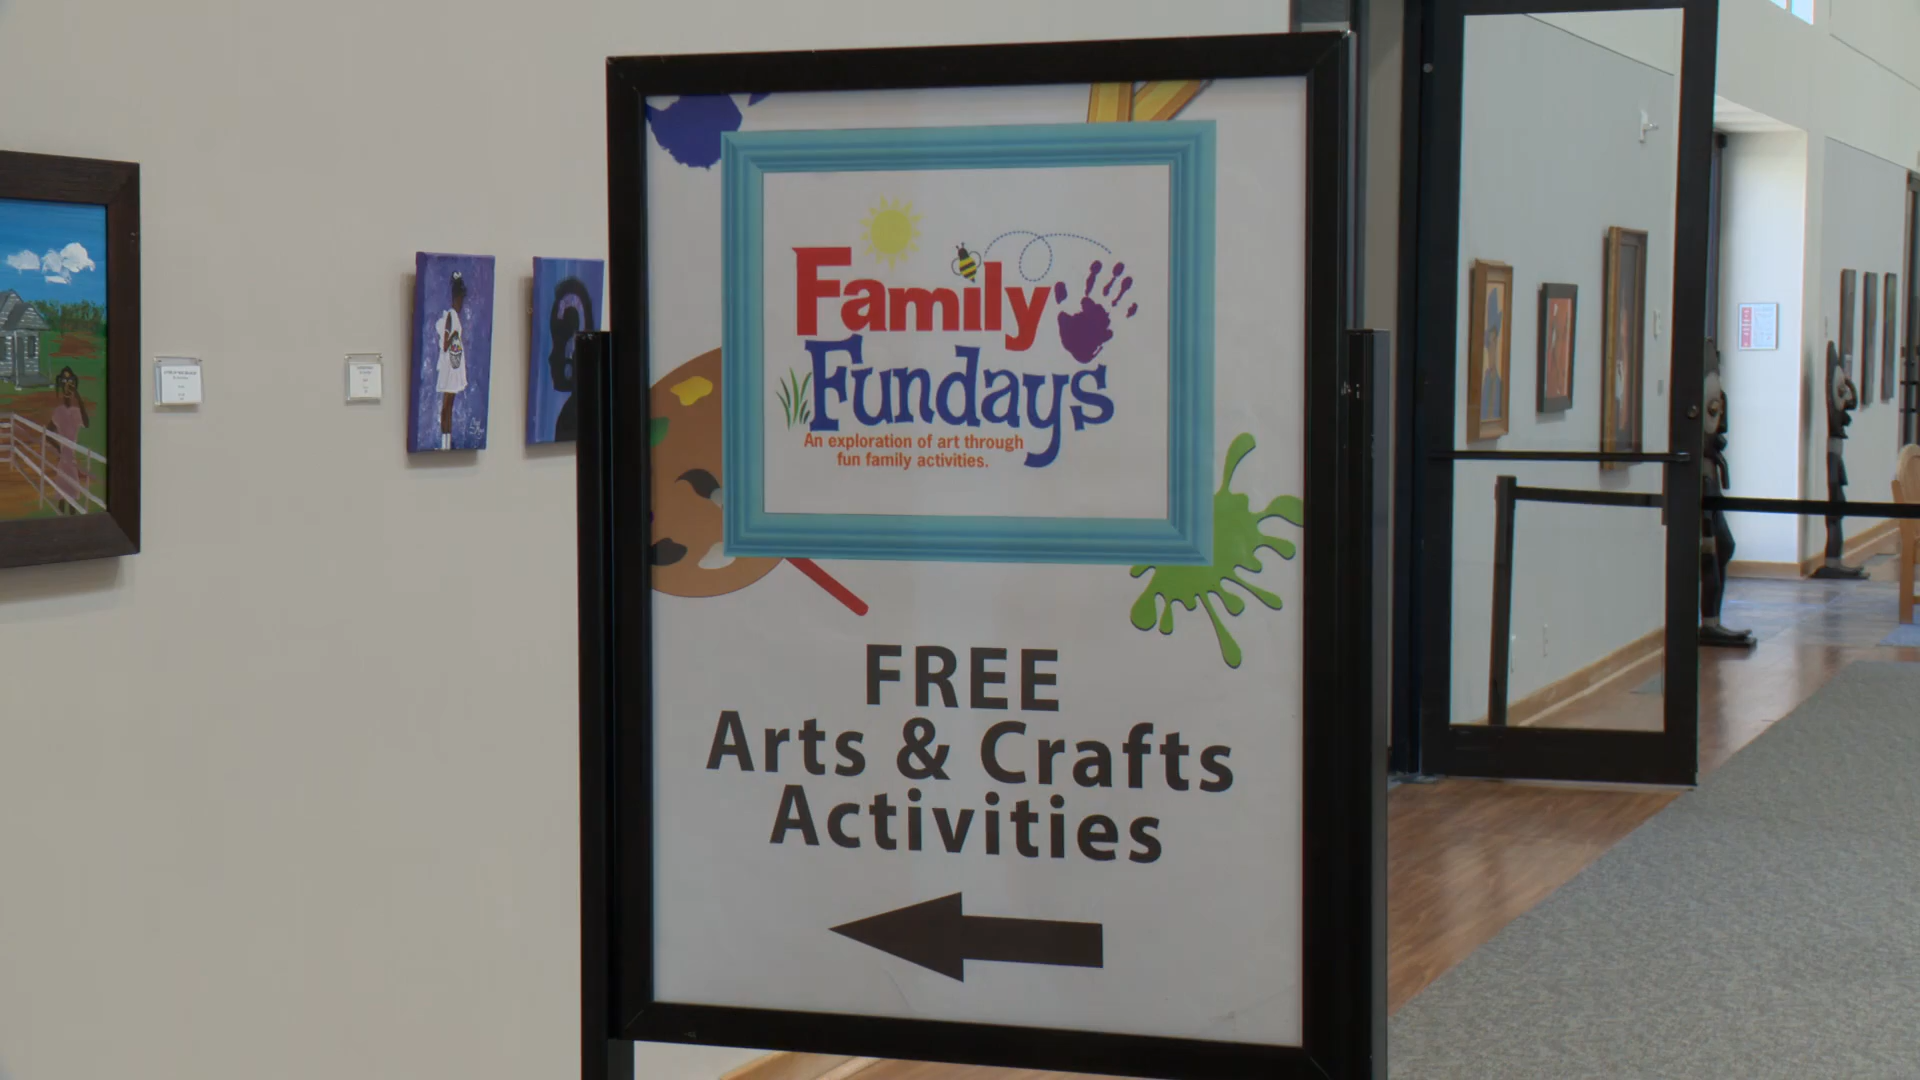 Family
Fundays
An exploration of art through
fun family activities.
FREE
Arts & Crafts
Activities